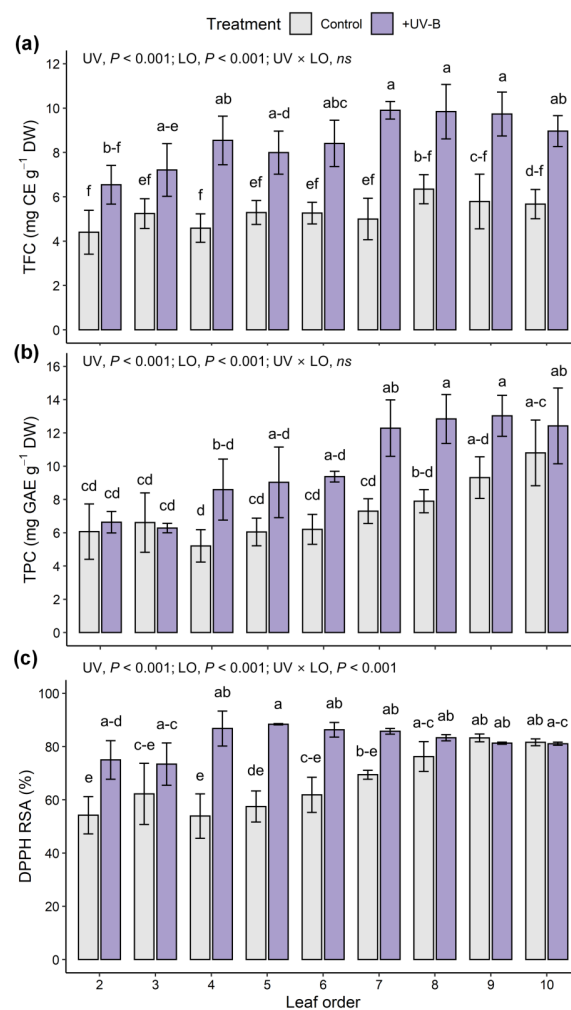 Treatment Control +UV-B
(a)
UV, P < 0.001; LO, P < 0.001; UV × LO, ns
TFC (mg CE g⁻¹ DW)
12
10
8
6
4
2
0
f b-f ef a-e f ab ef a-d ef abc ef a b-f a c-f a d-f ab
(b)
UV, P < 0.001; LO, P < 0.001; UV × LO, ns
TPC (mg GAE g⁻¹ DW)
16
14
12
10
8
6
4
2
0
cd cd cd cd d b-d cd a-d cd a-d cd ab b-d a a-d a a-c ab
(c)
UV, P < 0.001; LO, P < 0.001; UV × LO, P < 0.001
DPPH RSA (%)
100
80
60
40
20
0
e a-d c-e a-c e ab de a c-e ab b-e ab a-c ab ab ab ab a-c
2 3 4 5 6 7 8 9 10
Leaf order